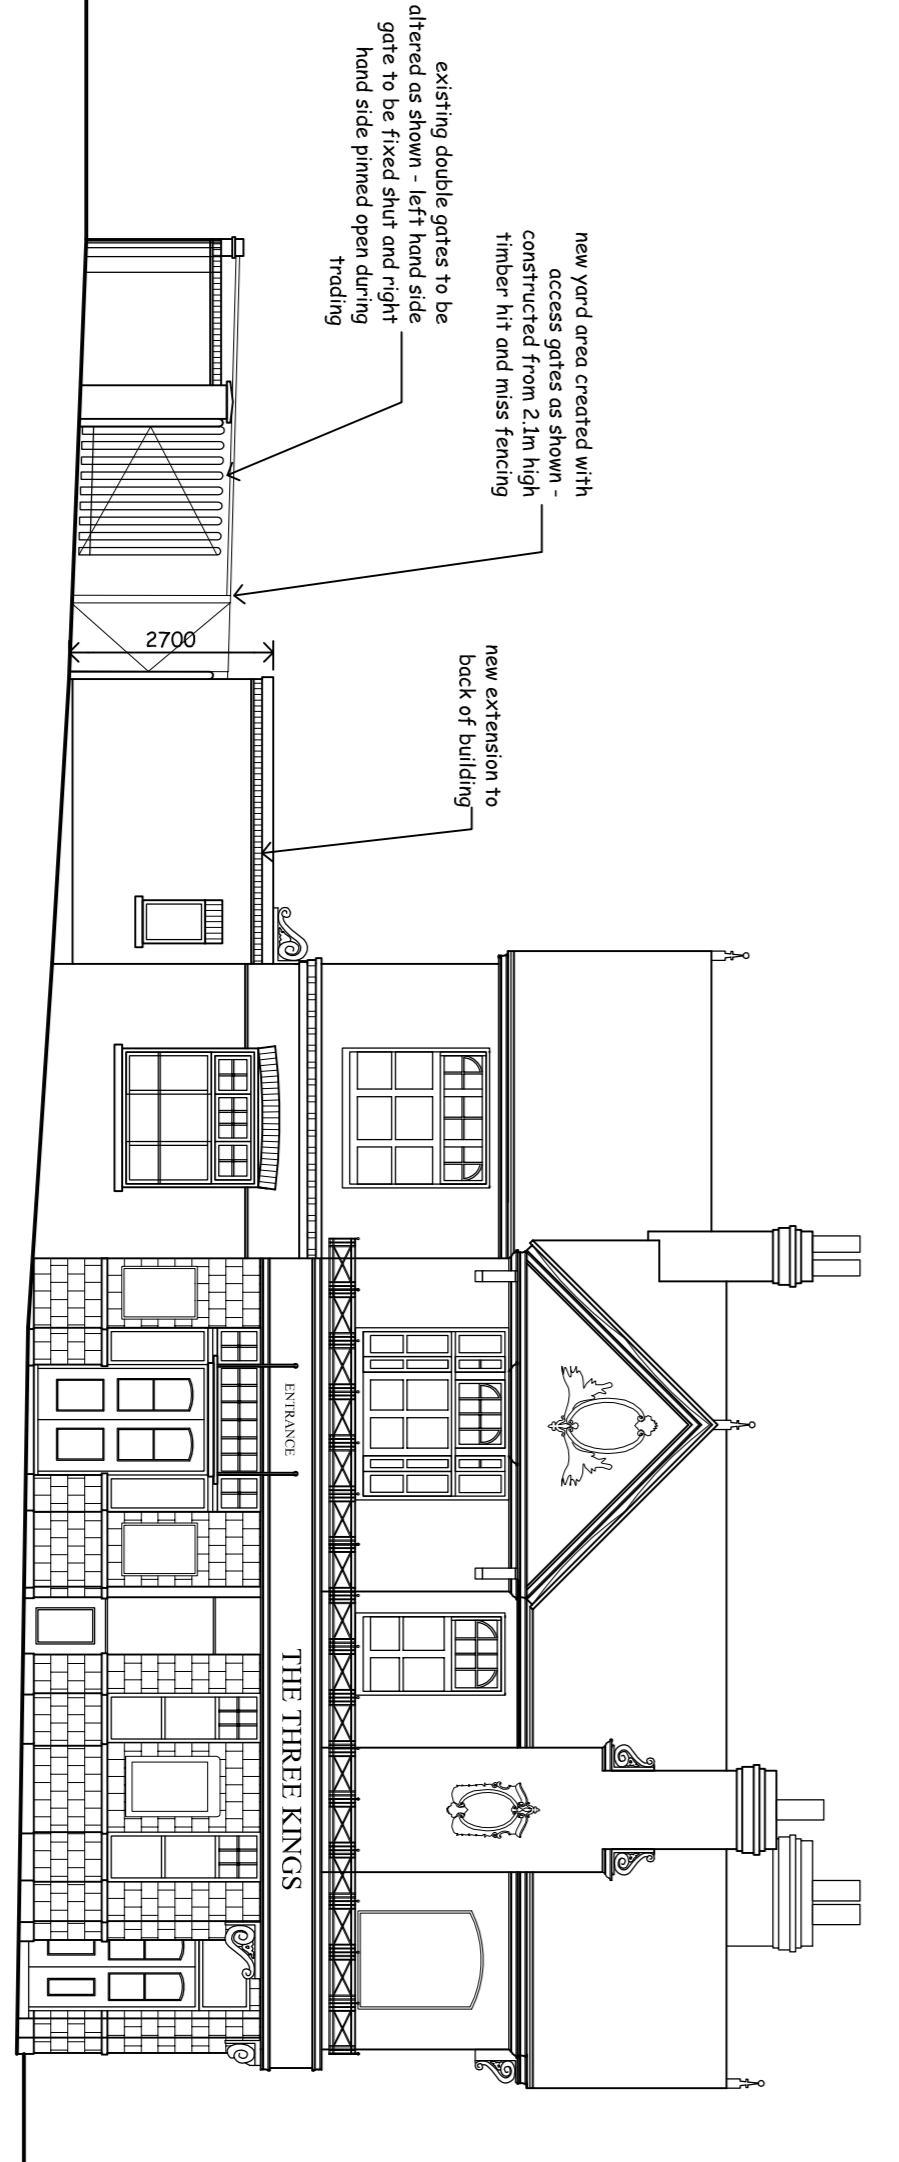 existing double gates to be
altered as shown - left hand side
gate to be fixed shut and right
hand side pinned open during
trading
new yard area created with
access gates as shown -
constructed from 2.1m high
timber hit and miss fencing
2700
new extension to
back of building
ENTRANCE
THE THREE KINGS